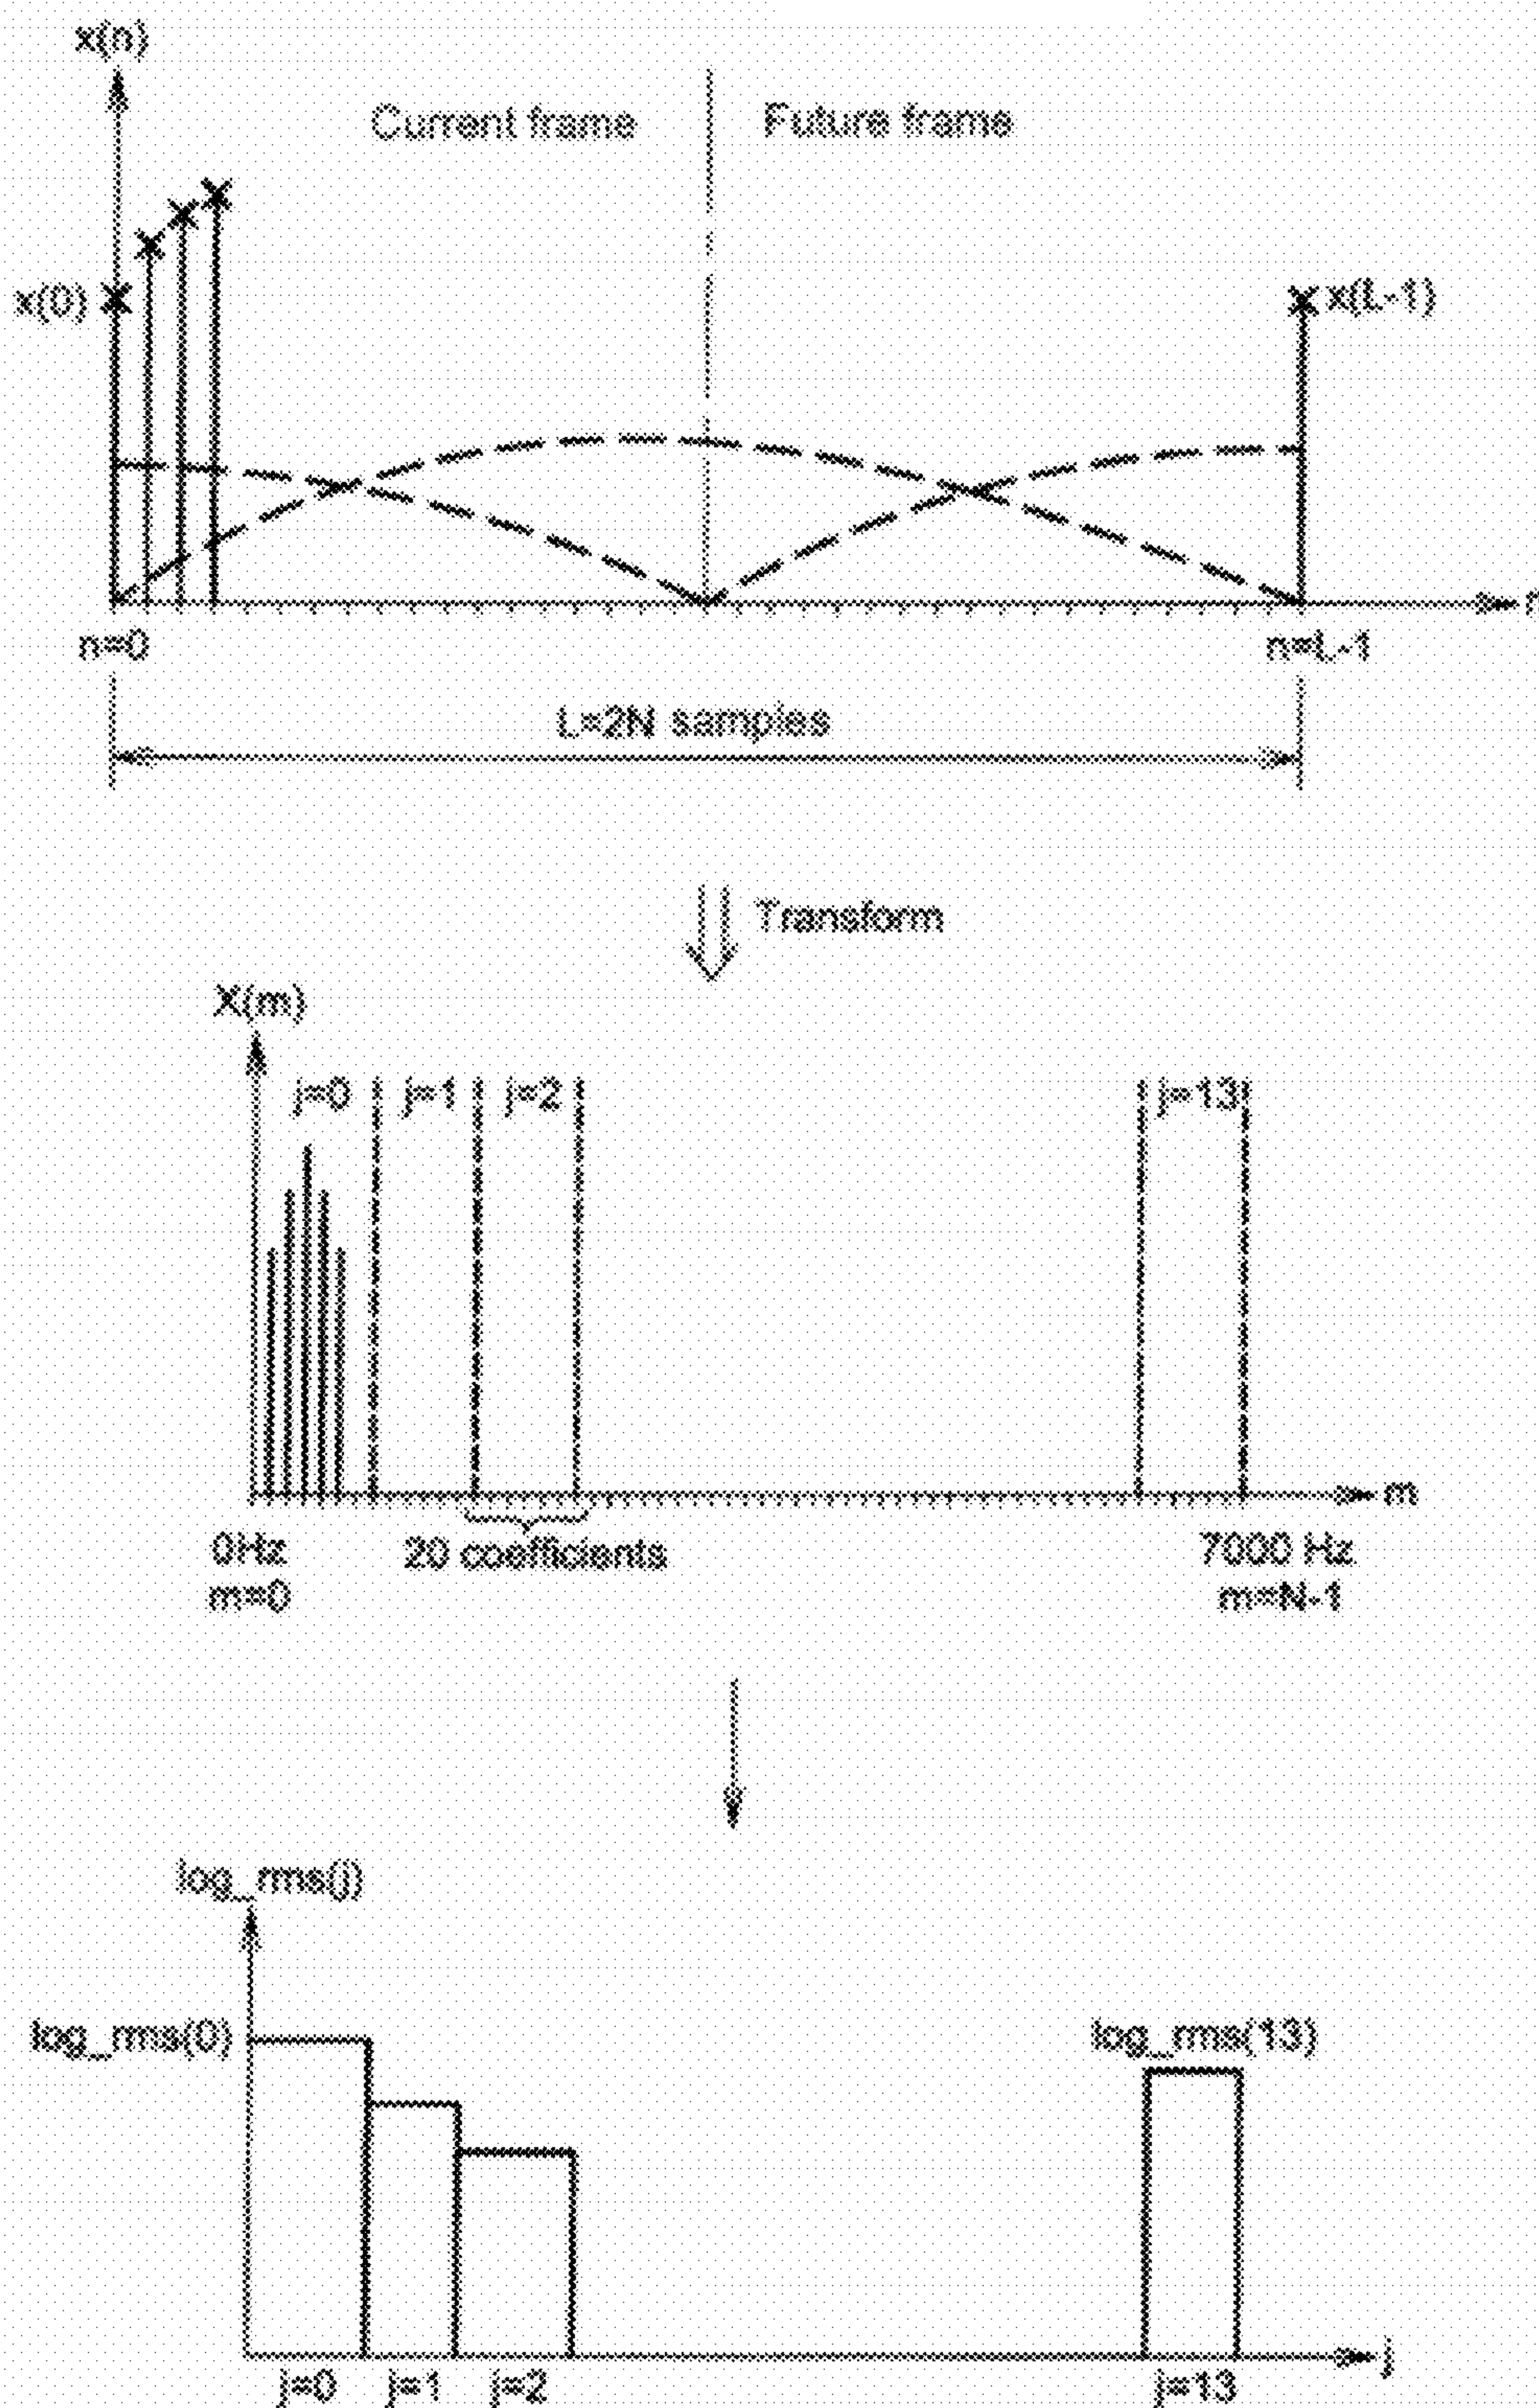 x(n)
Current frame
Future frame
x(0)
x(L-1)
n
n=0
n=L-1
L=2N samples
Transform
X(m)
j=0
j=1
j=2
j=13
m
0Hz
m=0
20 coefficients
7000 Hz
m=N-1
log_rms(j)
log_rms(0)
log_rms(13)
j
j=0
j=1
j=2
j=13